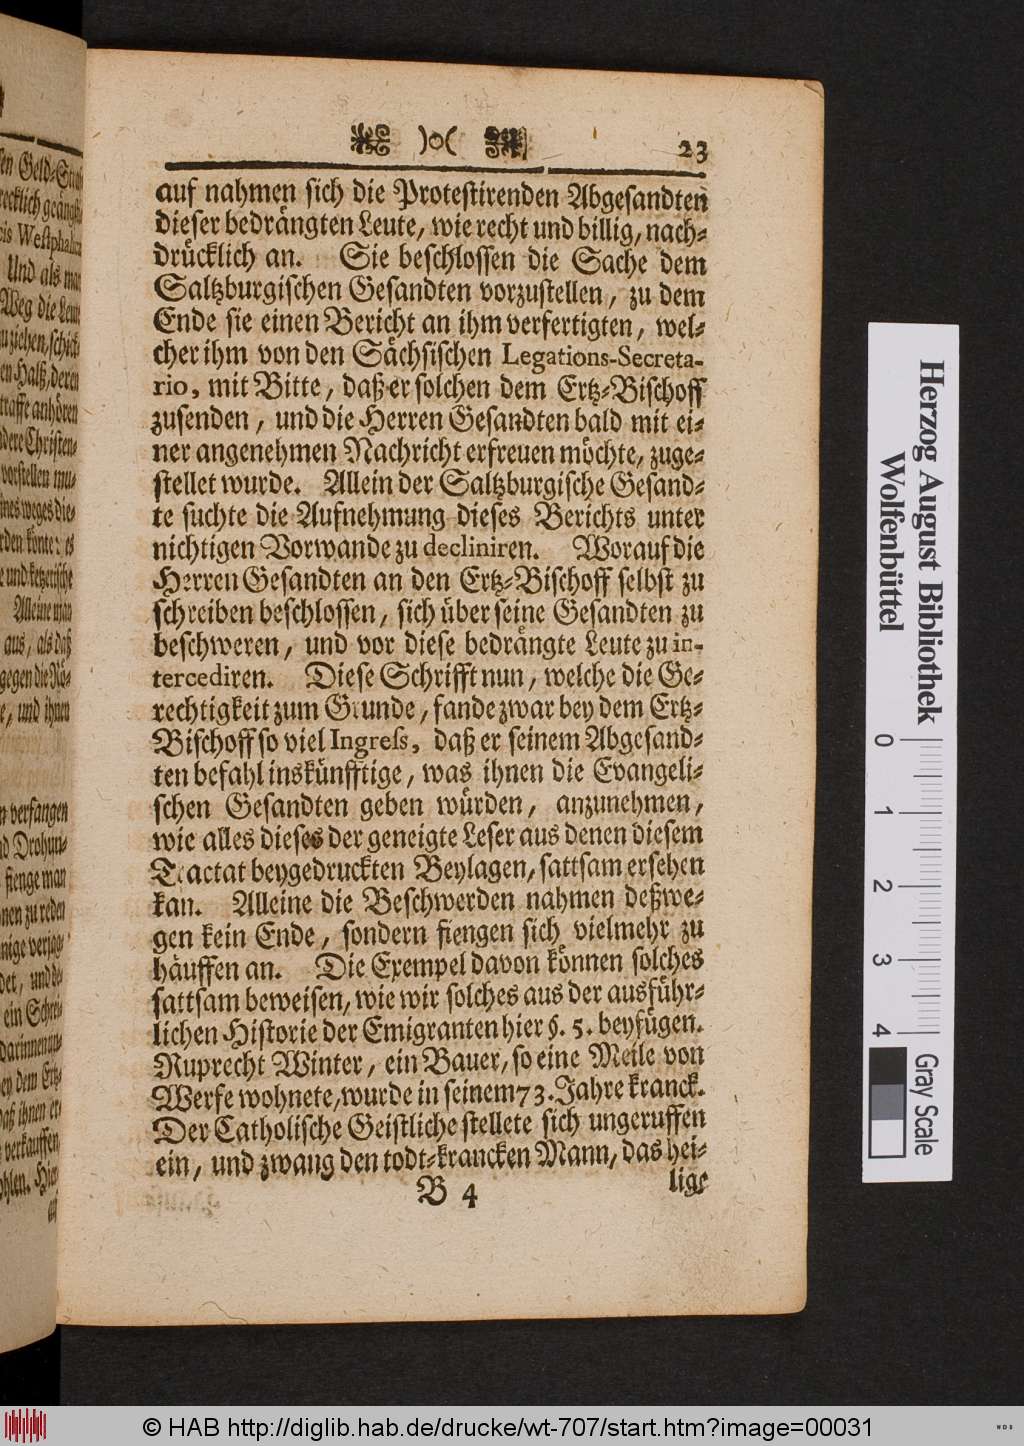 23
auf nahmen sich die Protestirenden Abgesandten
dieser bedrängten Leute, wie recht und billig, nach-
drücklich an. Sie beschlossen die Sache dem
Saltzburgischen Gesandten vorzustellen, zu dem
Ende sie einen Bericht an ihm verfertigten, wel-
cher ihm von den Sächsischen Legations-Secreta-
rio, mit Bitte, daß er solchen dem Ertz-Bischoff
zusenden, und die Herren Gesandten bald mit ei-
ner angenehmen Nachricht erfreuen möchte, zuge-
stellet wurde. Allein der Saltzburgische Gesand-
te suchte die Aufnehmung dieses Berichts unter
nichtigen Vorwande zu decliniren. Worauf die
Herren Gesandten an den Ertz-Bischoff selbst zu
schreiben beschlossen, sich über seine Gesandten zu
beschweren, und vor diese bedrängte Leute zu in-
tercediren. Diese Schrifft nun, welche die Ge-
rechtigkeit zum Grunde, fande zwar bey dem Ertz-
Bischoff so viel Ingress, daß er seinem Abgesand-
ten befahl inskünfftige, was ihnen die Evangeli-
schen Gesandten geben würden, anzunehmen,
wie alles dieses der geneigte Leser aus denen diesem
Tractat beygedruckten Beylagen, sattsam ersehen
kan. Alleine die Beschwerden nahmen deßwe-
gen kein Ende, sondern fiengen sich vielmehr zu
häuffen an. Die Exempel davon können solches
sattsam beweisen, wie wir solches aus der ausführ-
lichen Historie der Emigranten hier §. 5. beyfügen.
Ruprecht Winter, ein Bauer, so eine Meile von
Werfe wohnete, wurde in seinem 73. Jahre kranck.
Der Catholische Geistliche stellete sich ungeruffen
ein, und zwang den todt-krancken Mann, das hei-
B 4 lige
Herzog August Bibliothek
Wolfenbüttel
0 1 2 3 4
Gray Scale
© HAB http://diglib.hab.de/drucke/wt-707/start.htm?image=00031